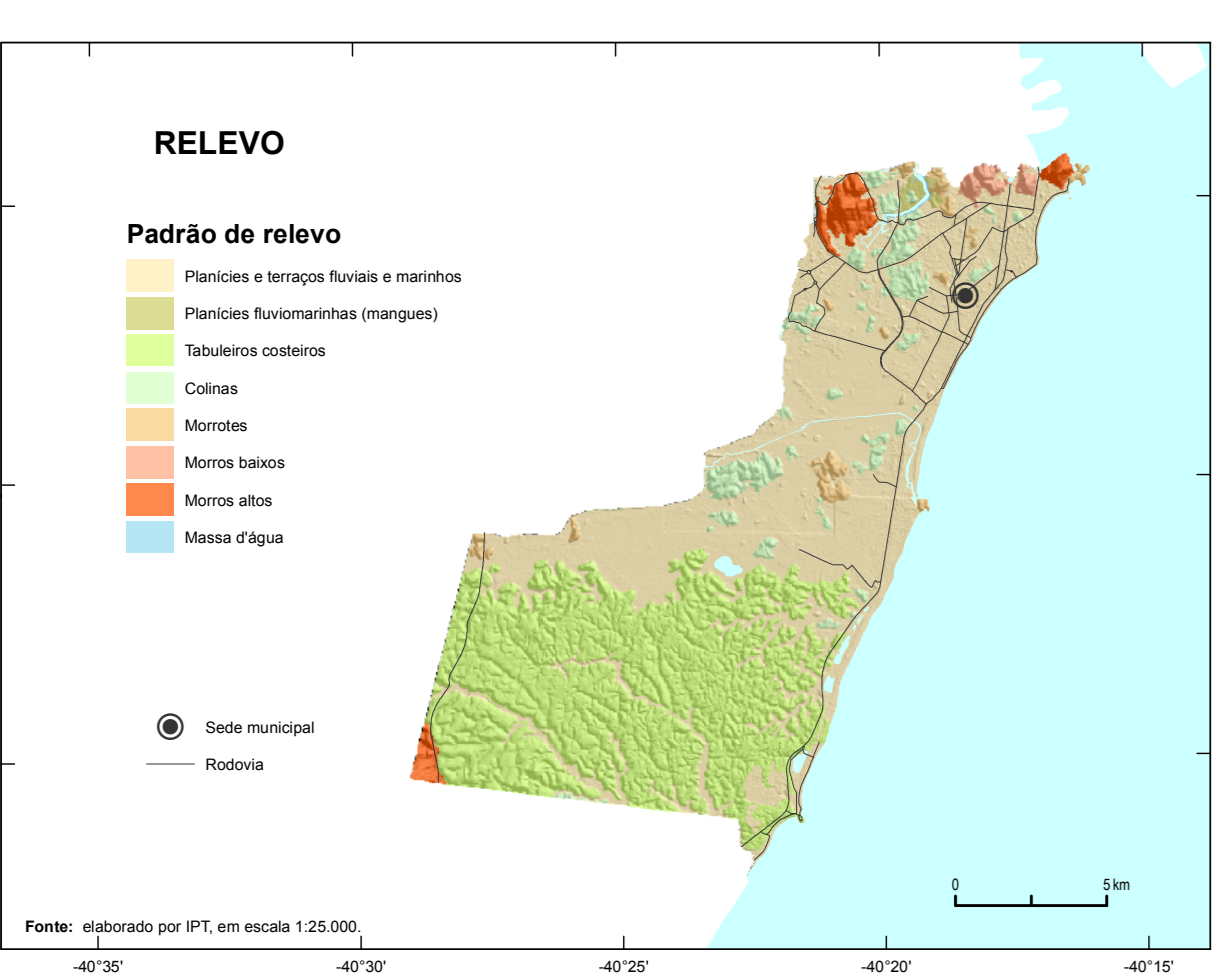 RELEVO
Padrão de relevo
Planícies e terraços fluviais e marinhos
Planícies fluviomarinhas (mangues)
Tabuleiros costeiros
Colinas
Morrotes
Morros baixos
Morros altos
Massa d'água
Sede municipal
Rodovia
0 5 km
Fonte: elaborado por IPT, em escala 1:25.000.
-40°35' -40°30' -40°25' -40°20' -40°15'